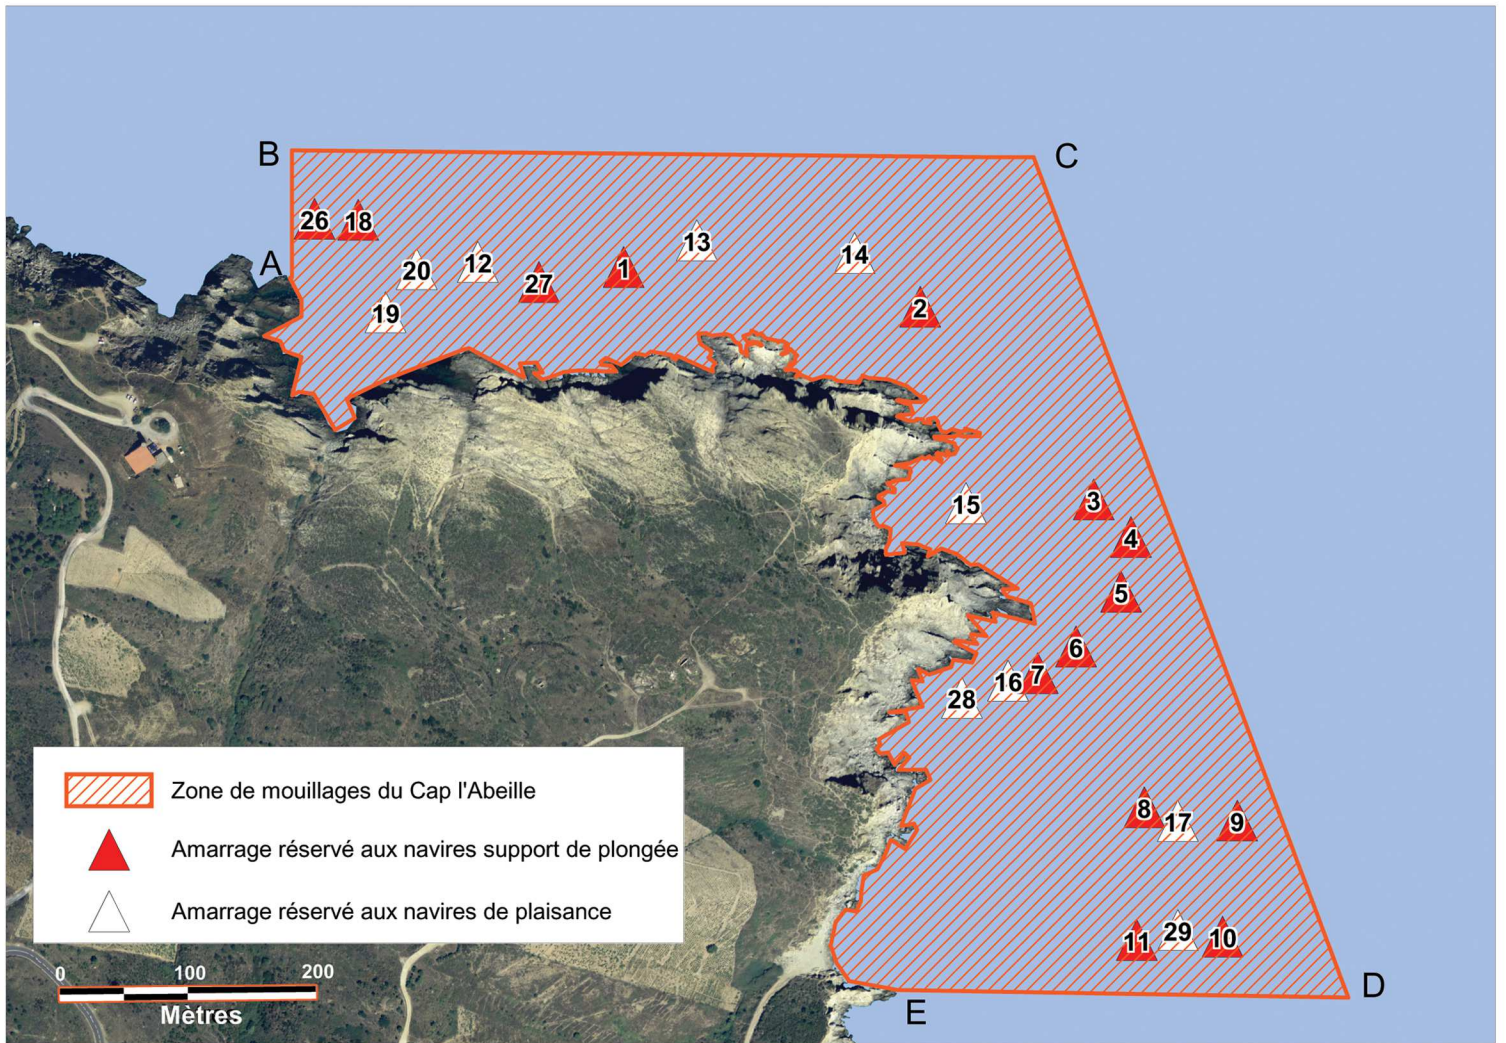 B
C
26
18
13
14
A
20
12
27
1
19
2
15
3
4
5
6
7
16
28
Zone de mouillages du Cap l'Abeille
8
17
9
Amarrage réservé aux navires support de plongée
Amarrage réservé aux navires de plaisance
11
29
10
0 100 200
Mètres
D
E